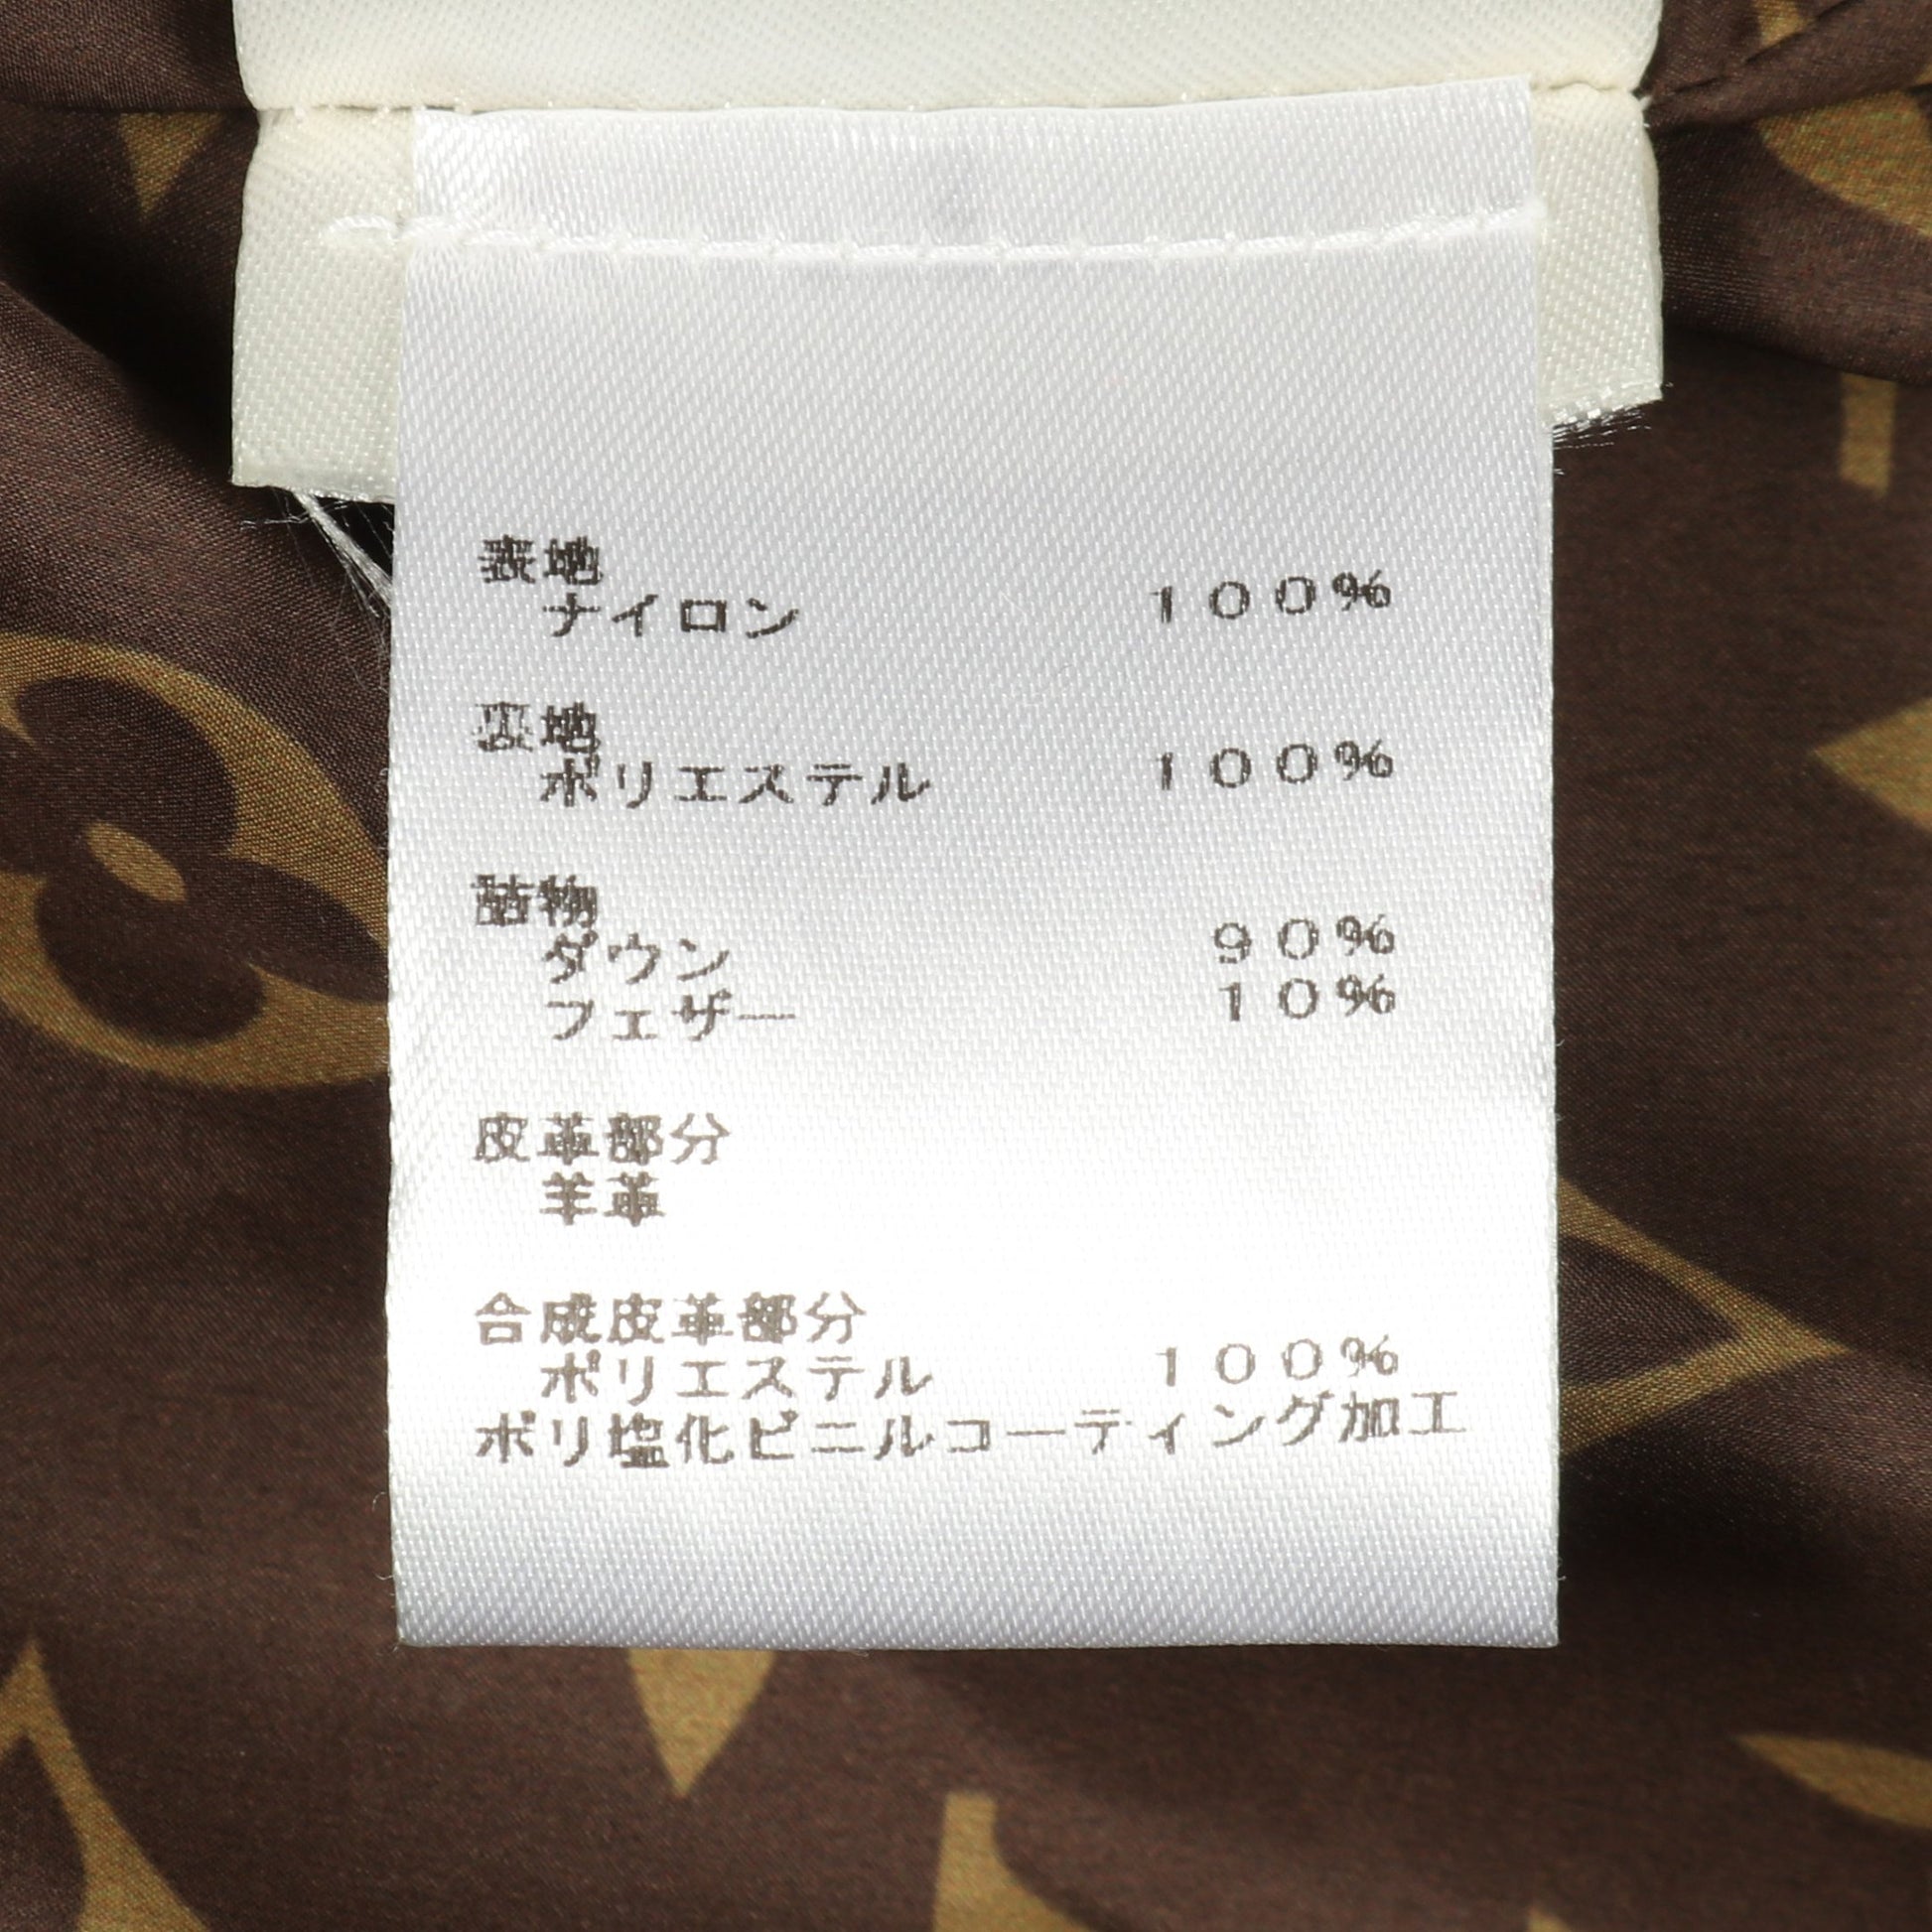 表地
ナイロン 100%
裏地
ポリエステル 100%
詰物
ダウン 90%
フェザー 10%
皮革部分
羊革
合成皮革部分
ポリエステル 100%
ポリ塩化ビニルコーティング加工